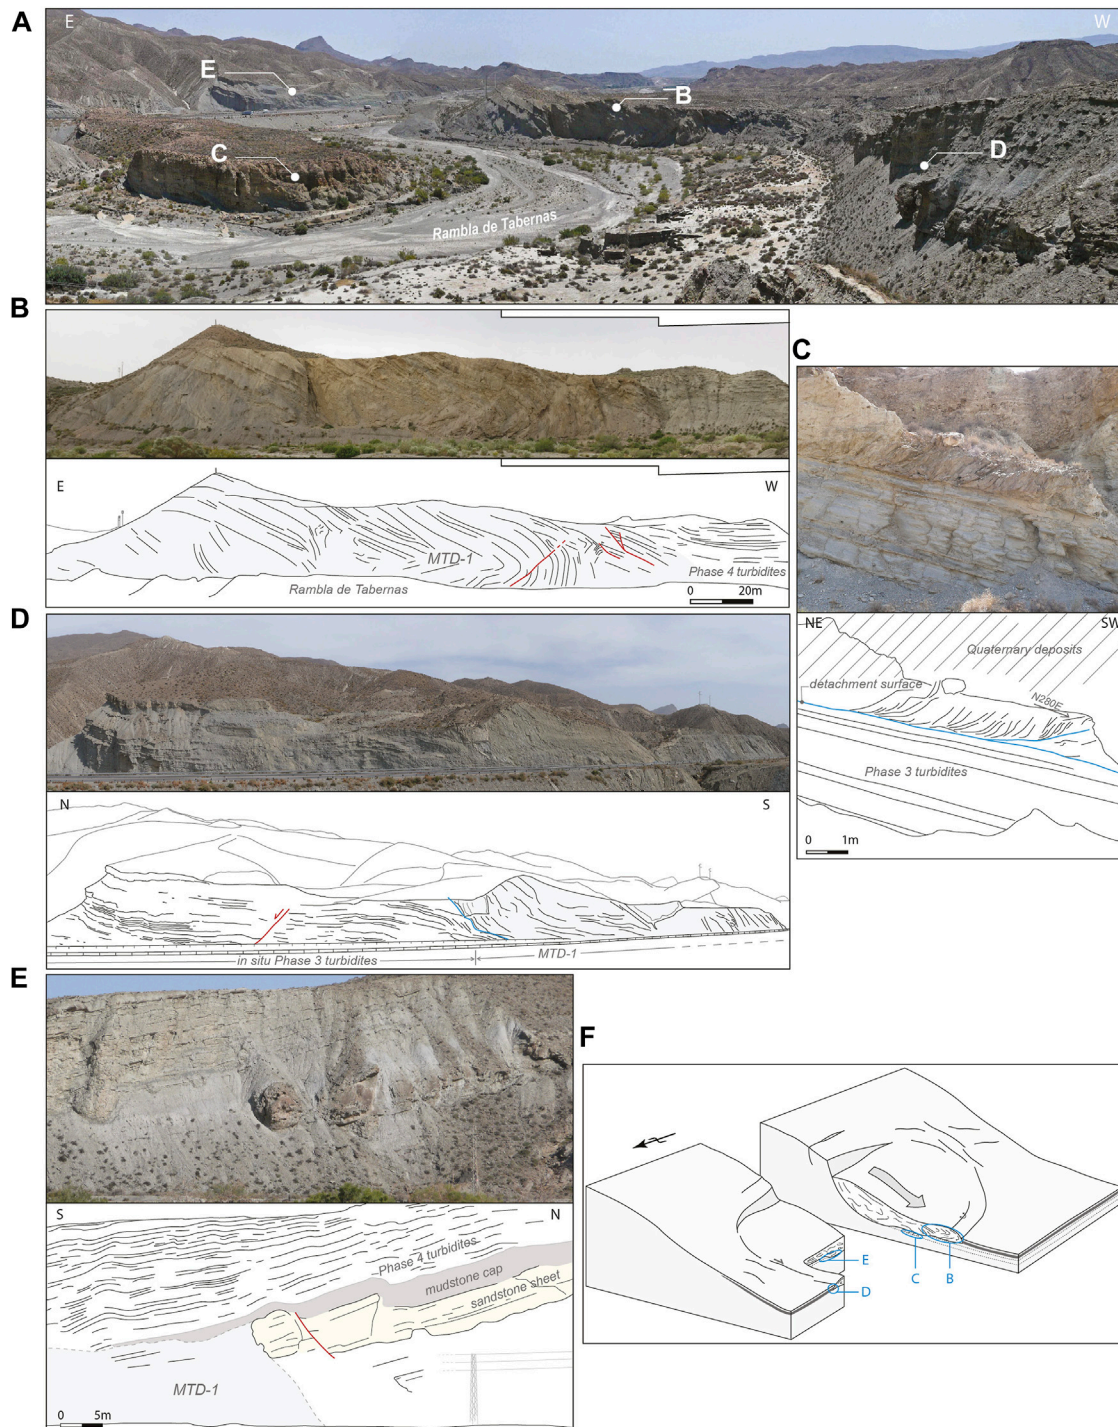 A
E
W
E
B
C
D
Rambla de Tabernas
B
E
W
MTD-1
Rambla de Tabernas
Phase 4 turbidites
0 20m
C
NE
SW
Quaternary deposits
detachment surface
N280E
Phase 3 turbidites
0 1m
D
N
S
in situ Phase 3 turbidites
MTD-1
E
S
N
Phase 4 turbidites
mudstone cap
sandstone sheet
MTD-1
0 5m
F
E
D
C
B